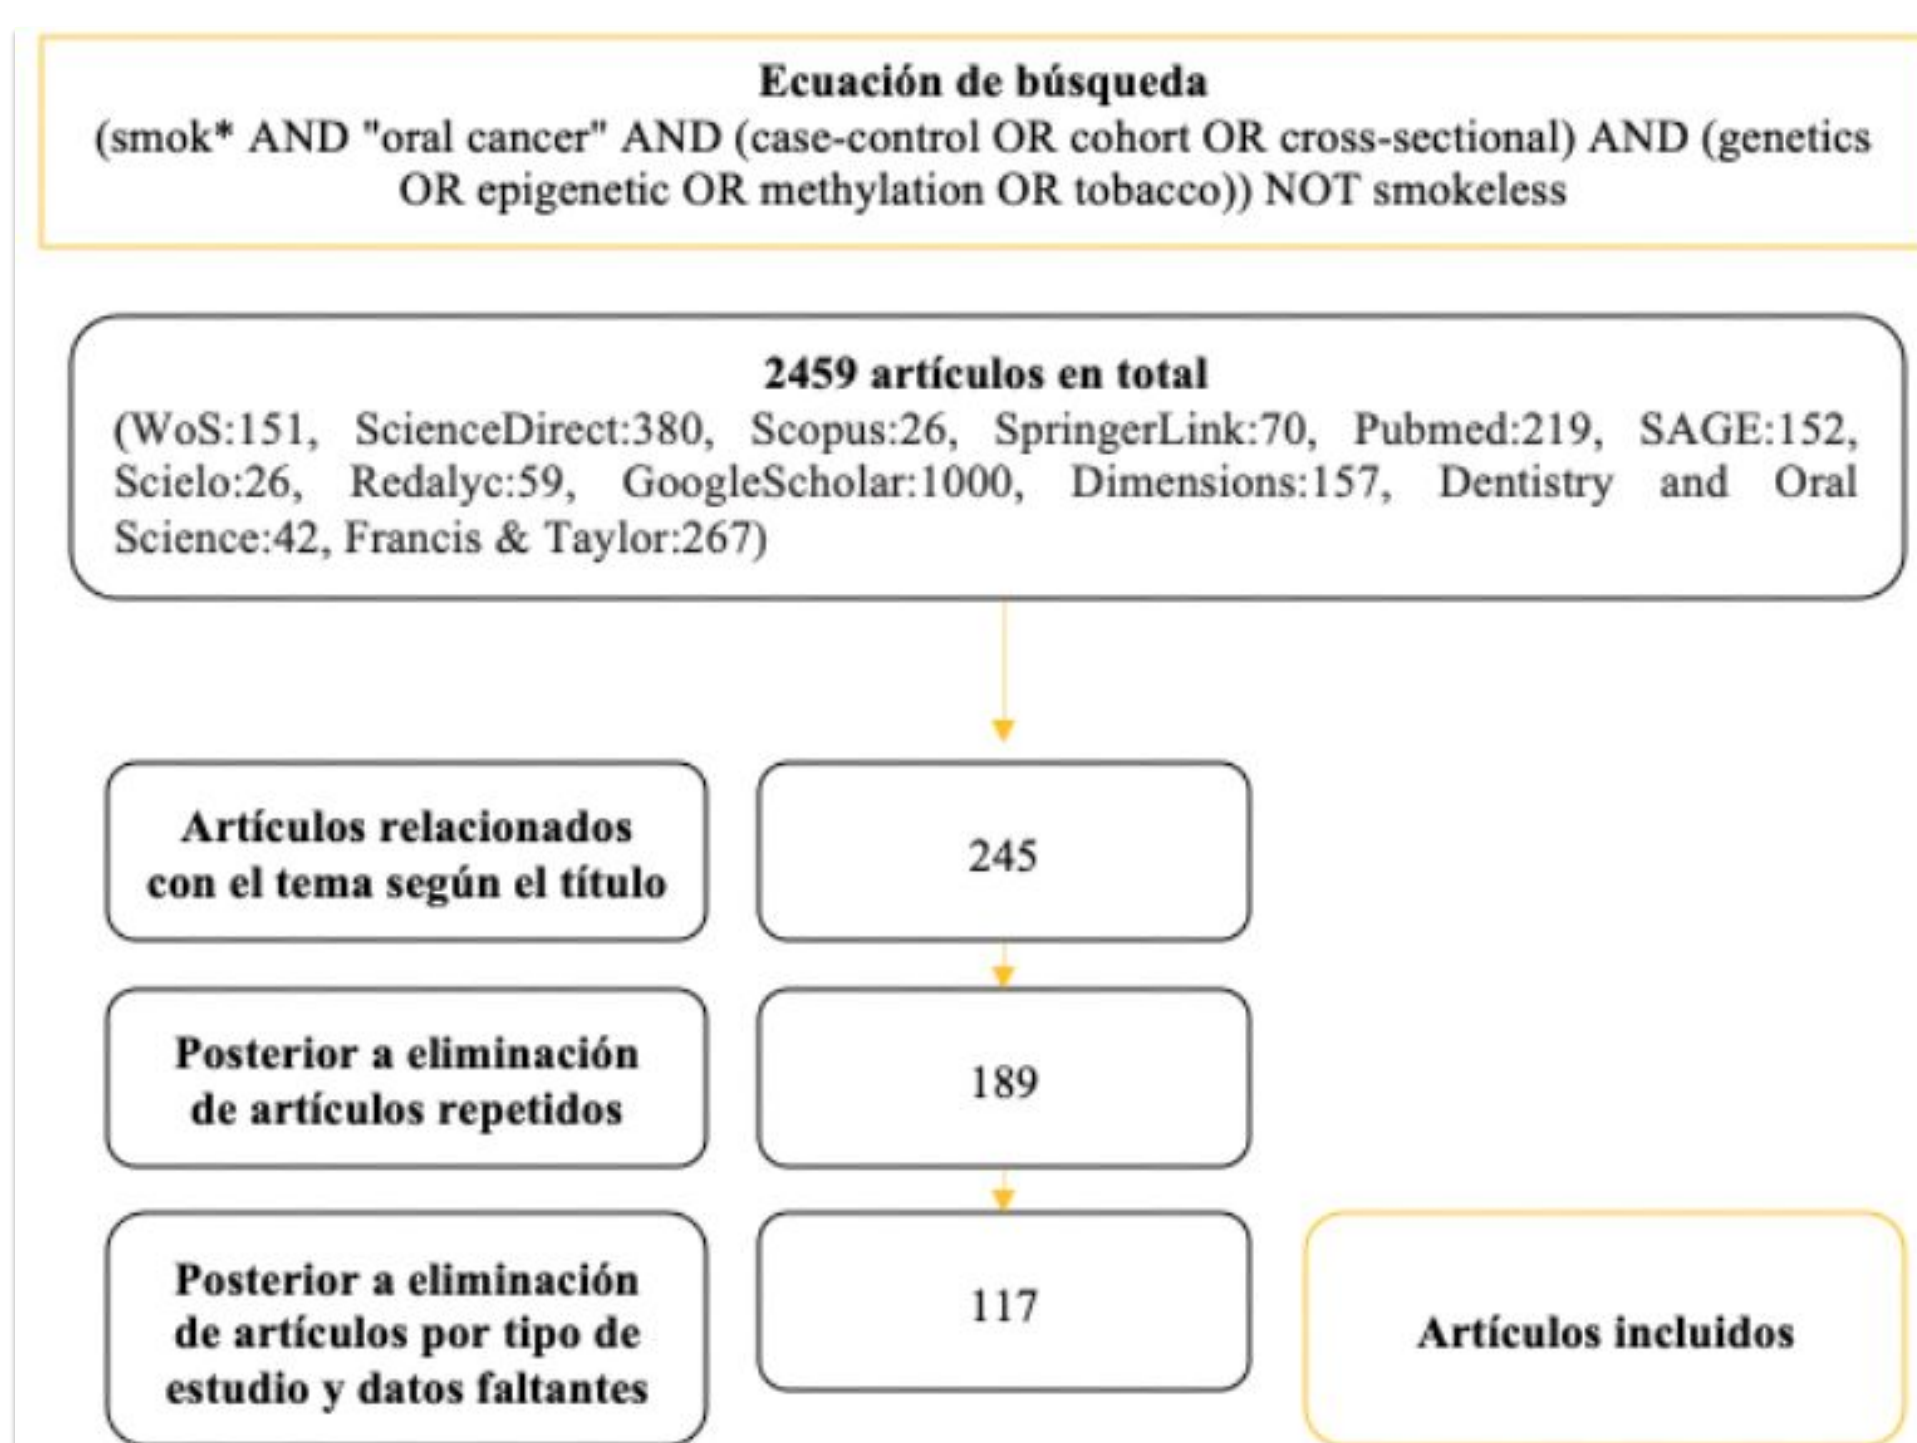 Ecuación de búsqueda
(smok* AND "oral cancer" AND (case-control OR cohort OR cross-sectional) AND (genetics
OR epigenetic OR methylation OR tobacco)) NOT smokeless
2459 artículos en total
(WoS:151, ScienceDirect:380, Scopus:26, SpringerLink:70, Pubmed:219, SAGE:152,
Scielo:26, Redalyc:59, GoogleScholar:1000, Dimensions:157, Dentistry and Oral
Science:42, Francis & Taylor:267)
Artículos relacionados
con el tema según el título
245
Posterior a eliminación
de artículos repetidos
189
Posterior a eliminación
de artículos por tipo de
estudio y datos faltantes
117
Artículos incluidos